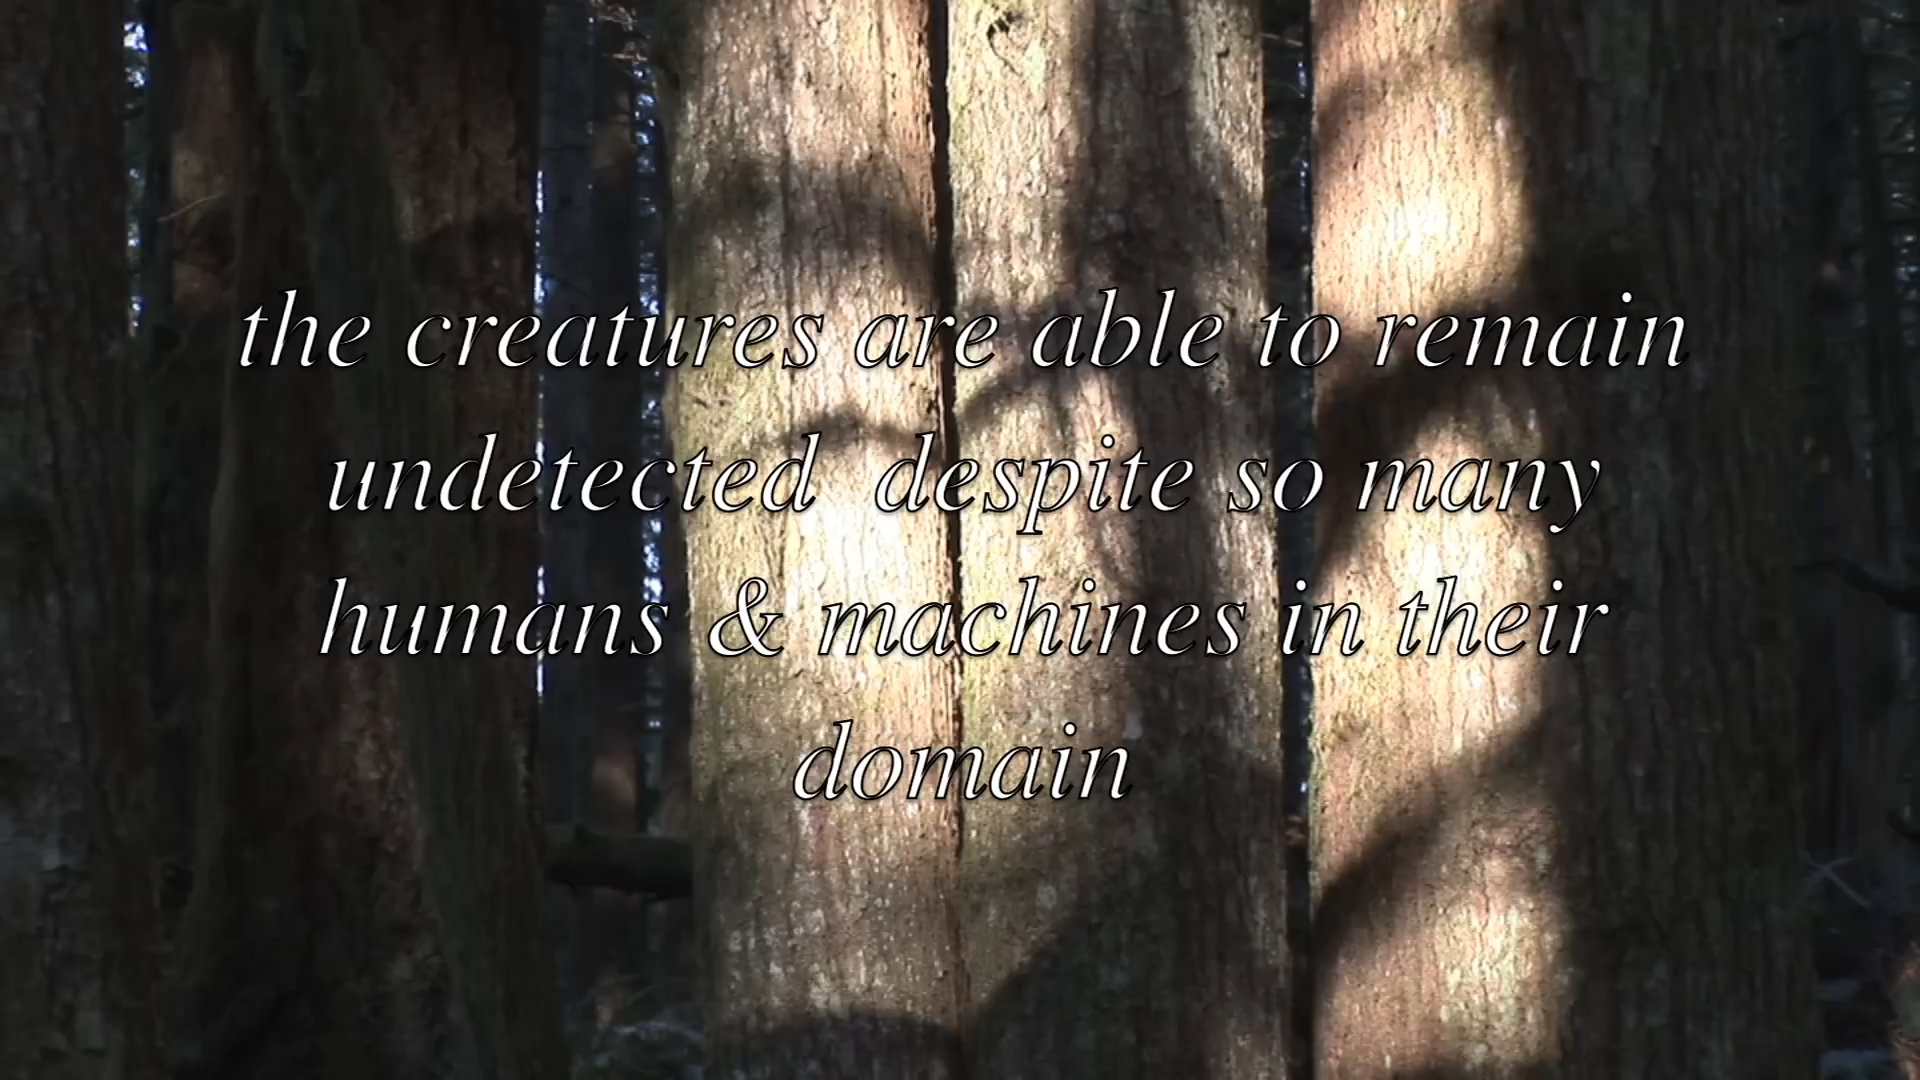 the creatures are able to remain
undetected  despite so many
humans & machines in their
domain